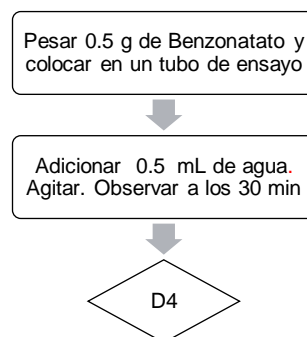 Pesar 0.5 g de Benzonatato y
colocar en un tubo de ensayo
Adicionar 0.5 mL de agua.
Agitar. Observar a los 30 min
D4